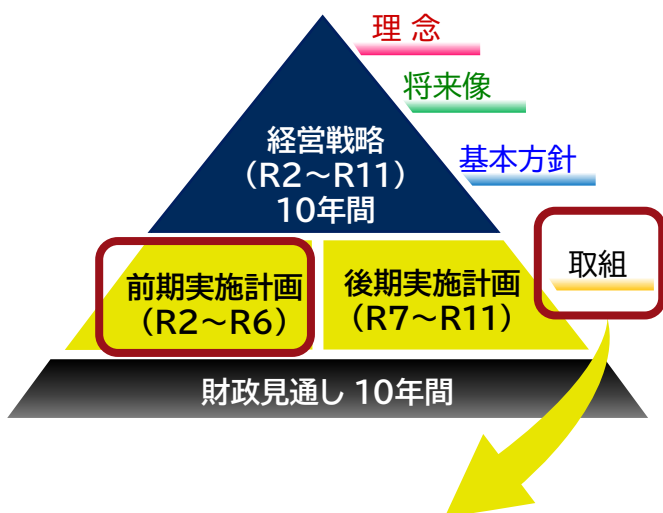 理 念
将来像
経営戦略
（R2～R11）
10年間
基本方針
前期実施計画
（R2～R6）
後期実施計画
（R7～R11）
取組
財政見通し 10年間